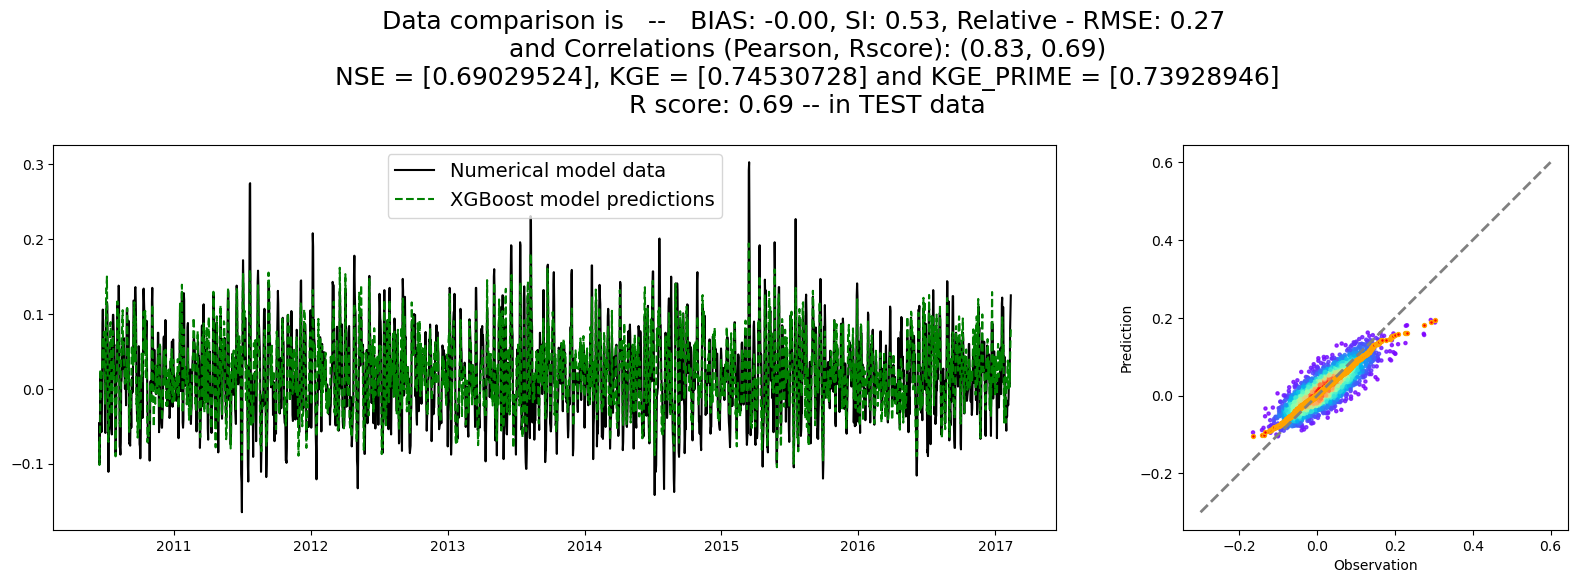 Data comparison is -- BIAS: -0.00, SI: 0.53, Relative - RMSE: 0.27
and Correlations (Pearson, Rscore): (0.83, 0.69)
NSE = [0.69029524], KGE = [0.74530728] and KGE_PRIME = [0.73928946]
R score: 0.69 -- in TEST data
Numerical model data
XGBoost model predictions
0.3
0.2
0.1
0.0
−0.1
2011 2012 2013 2014 2015 2016 2017
Prediction
0.6
0.4
0.2
0.0
−0.2
−0.2 0.0 0.2 0.4 0.6
Observation